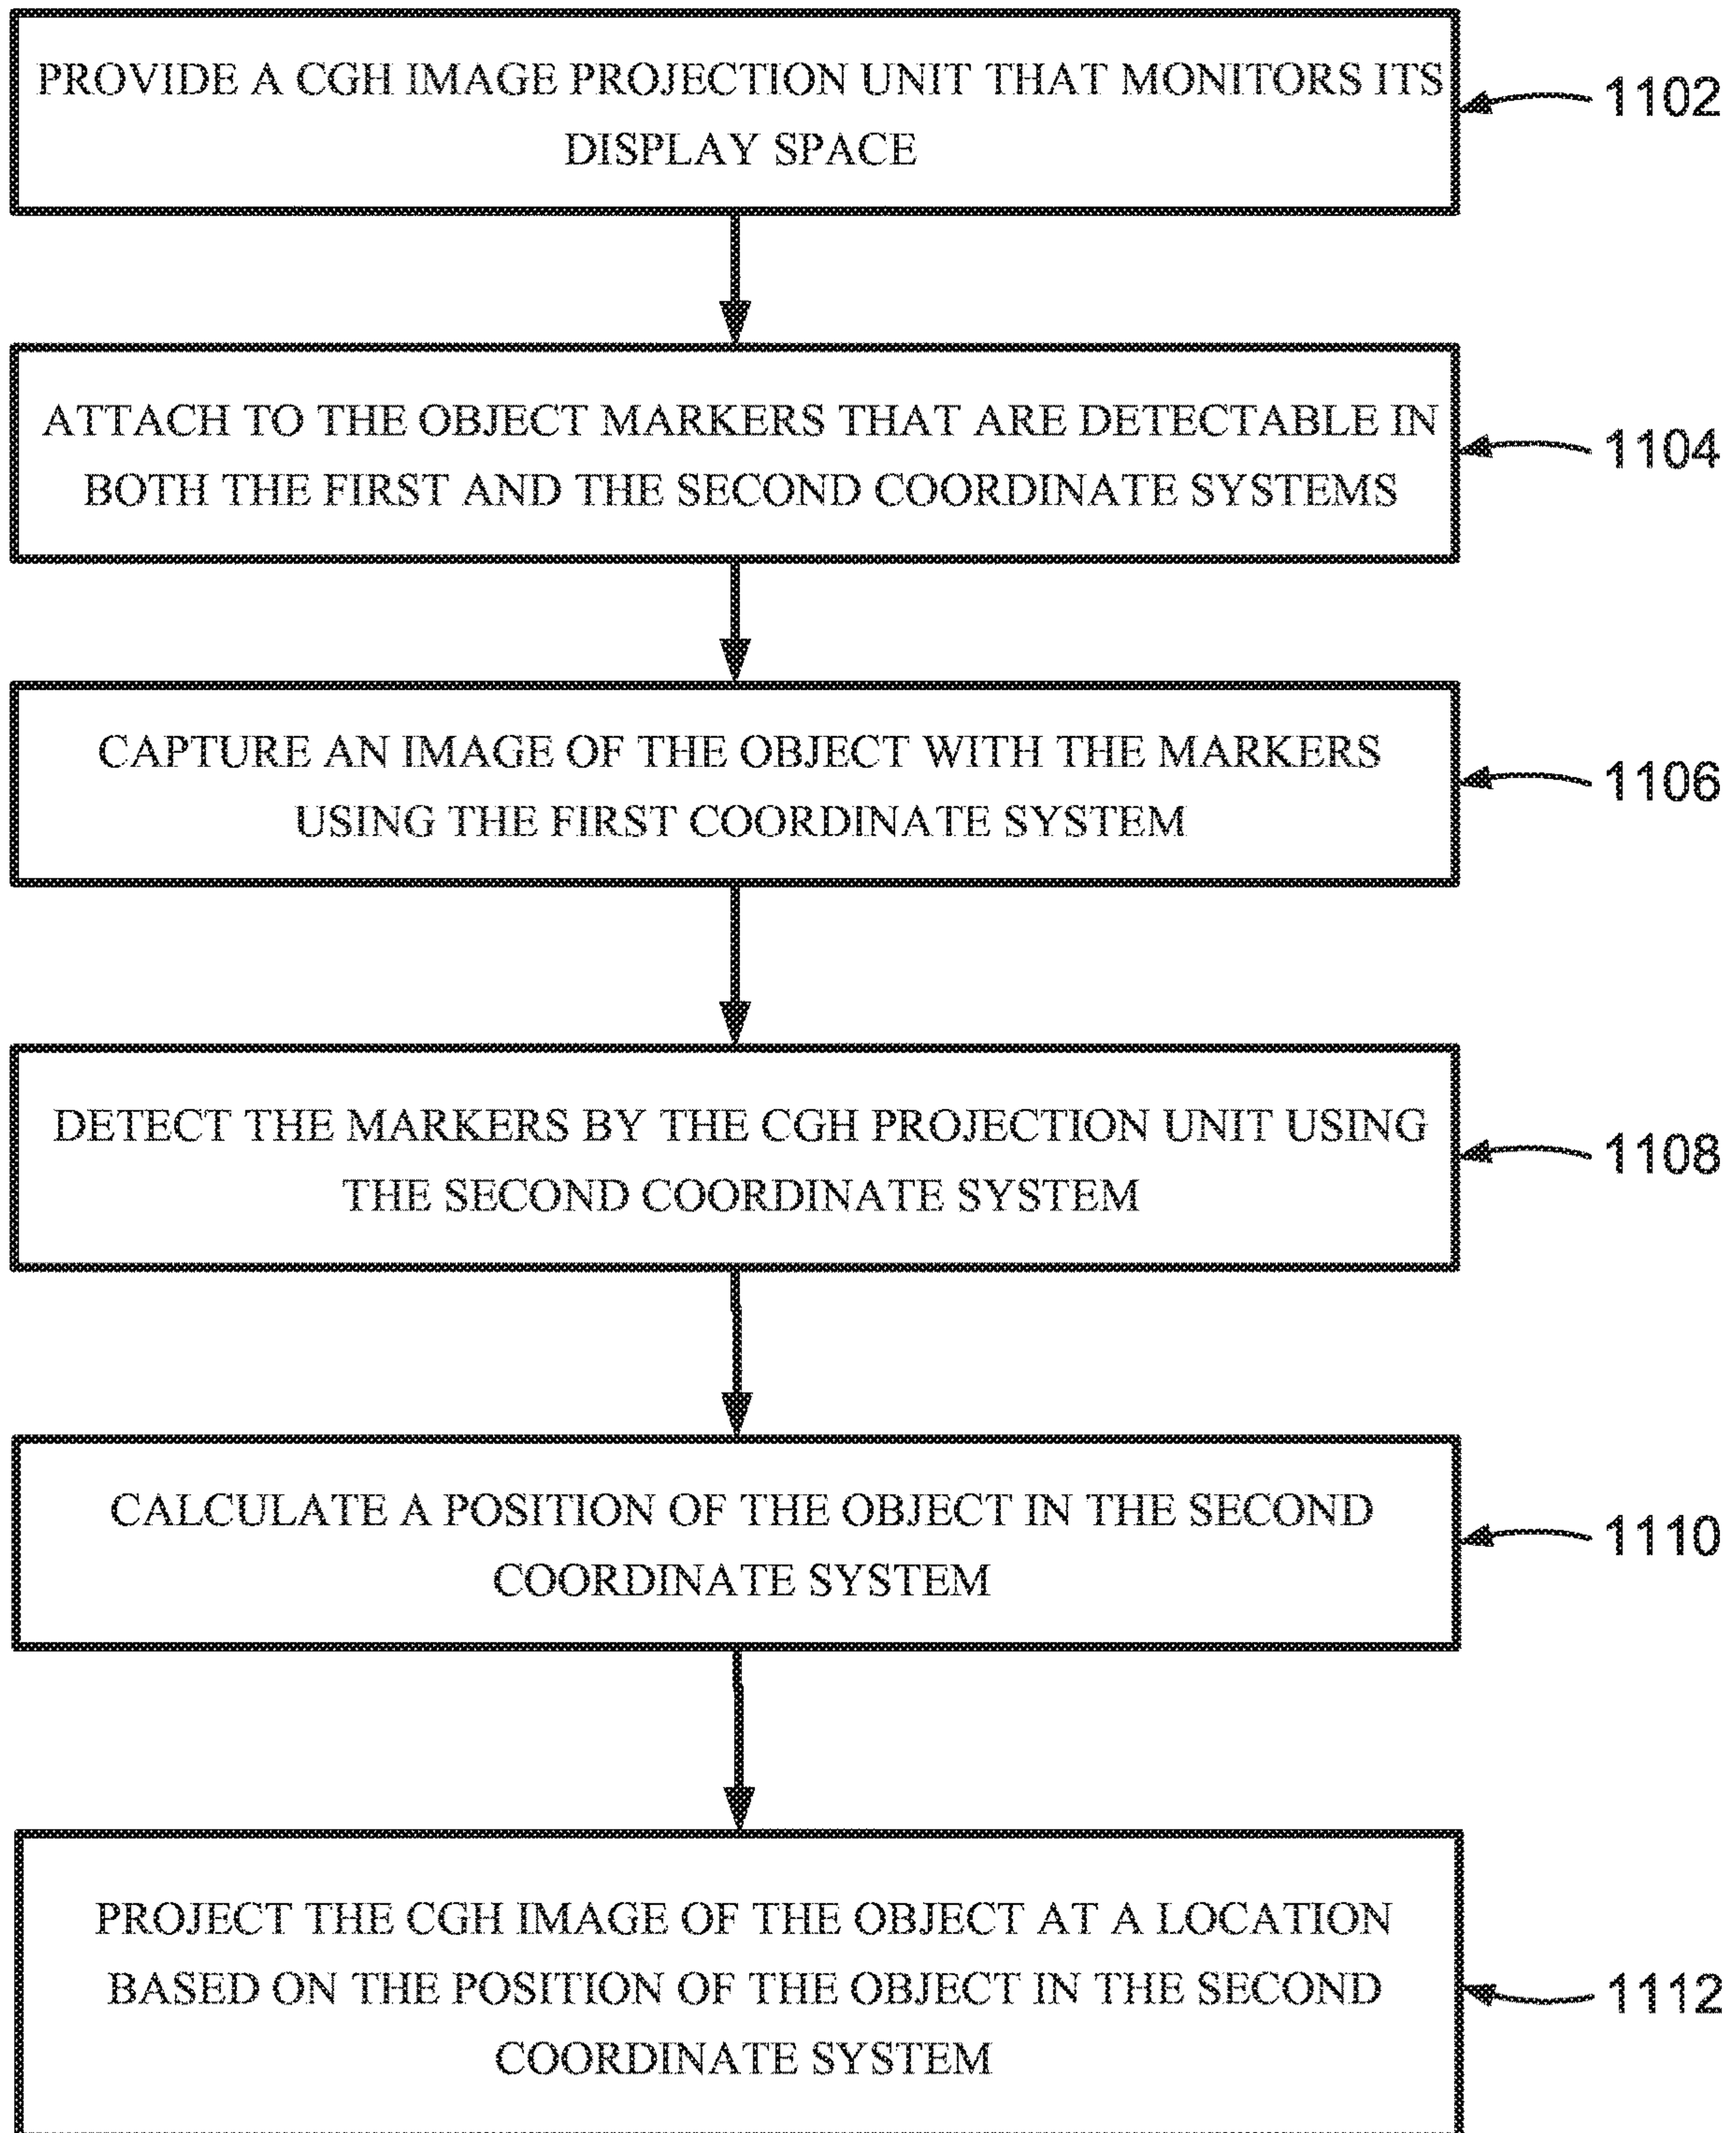 PROVIDE A CGH IMAGE PROJECTION UNIT THAT MONITORS ITS
DISPLAY SPACE
1102
ATTACH TO THE OBJECT MARKERS THAT ARE DETECTABLE IN
BOTH THE FIRST AND THE SECOND COORDINATE SYSTEMS
1104
CAPTURE AN IMAGE OF THE OBJECT WITH THE MARKERS
USING THE FIRST COORDINATE SYSTEM
1106
DETECT THE MARKERS BY THE CGH PROJECTION UNIT USING
THE SECOND COORDINATE SYSTEM
1108
CALCULATE A POSITION OF THE OBJECT IN THE SECOND
COORDINATE SYSTEM
1110
PROJECT THE CGH IMAGE OF THE OBJECT AT A LOCATION
BASED ON THE POSITION OF THE OBJECT IN THE SECOND
COORDINATE SYSTEM
1112